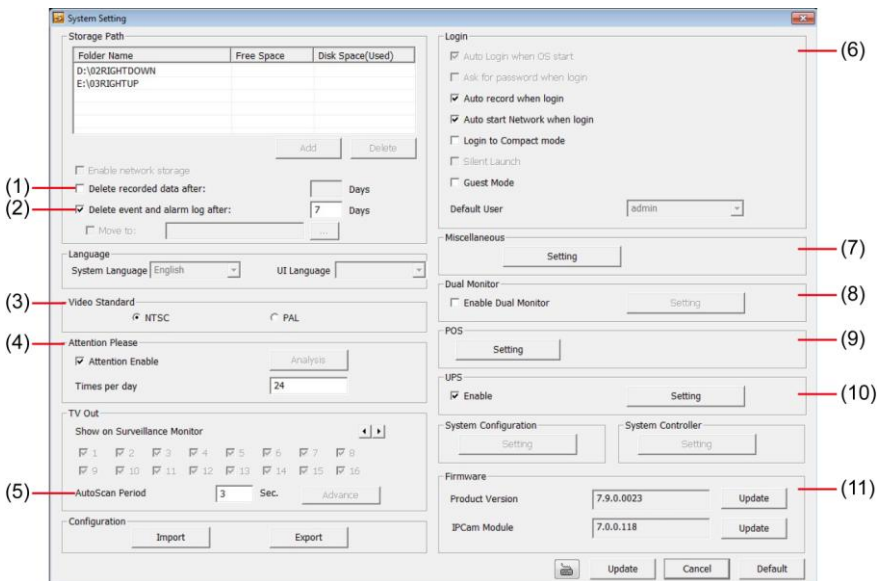 System Setting
Storage Path
Folder Name Free Space Disk Space(Used)
D:\02RIGHTDOWN
E:\03RIGHTUP
Add Delete
Enable network storage
(1) Delete recorded data after: Days
(2) Delete event and alarm log after: 7 Days
Move to: ...
Language
System Language English UI Language
(3) Video Standard
NTSC PAL
(4) Attention Please
Attention Enable Analysis
Times per day 24
TV Out
Show on Surveillance Monitor
1 2 3 4 5 6 7 8
9 10 11 12 13 14 15 16
(5) AutoScan Period 3 Sec. Advance
Configuration
Import Export
Login
Auto Login when OS start (6)
Ask for password when login
Auto record when login
Auto start Network when login
Login to Compact mode
Silent Launch
Guest Mode
Default User admin
Miscellaneous
Setting (7)
Dual Monitor
Enable Dual Monitor Setting (8)
POS
Setting (9)
UPS
Enable Setting (10)
System Configuration System Controller
Setting Setting
Firmware
Product Version 7.9.0.0023 Update (11)
IPCam Module 7.0.0.118 Update
Update Cancel Default